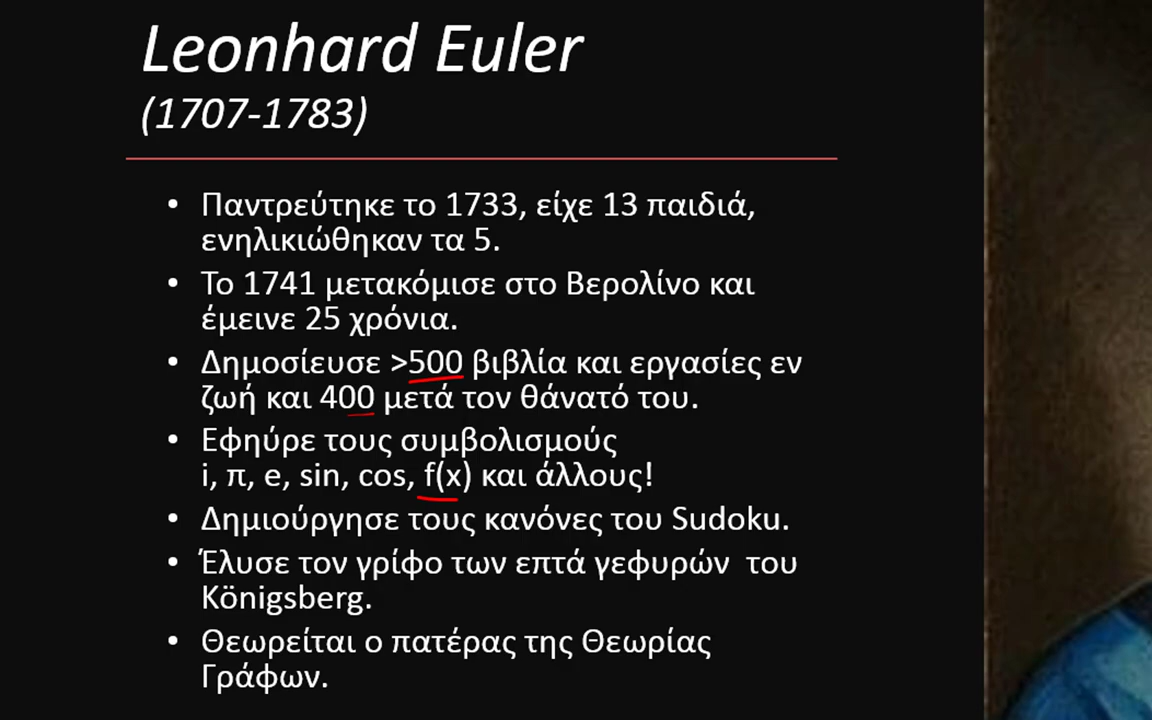 Leonhard Euler
(1707-1783)
• Παντρεύτηκε το 1733, είχε 13 παιδιά,
ενηλικιώθηκαν τα 5.
• Το 1741 μετακόμισε στο Βερολίνο και
έμεινε 25 χρόνια.
• Δημοσίευσε >500 βιβλία και εργασίες εν
ζωή και 400 μετά τον θάνατό του.
• Εφηύρε τους συμβολισμούς
i, π, e, sin, cos, f(x) και άλλους!
• Δημιούργησε τους κανόνες του Sudoku.
• Έλυσε τον γρίφο των επτά γεφυρών  του
Königsberg.
• Θεωρείται ο πατέρας της Θεωρίας
Γράφων.